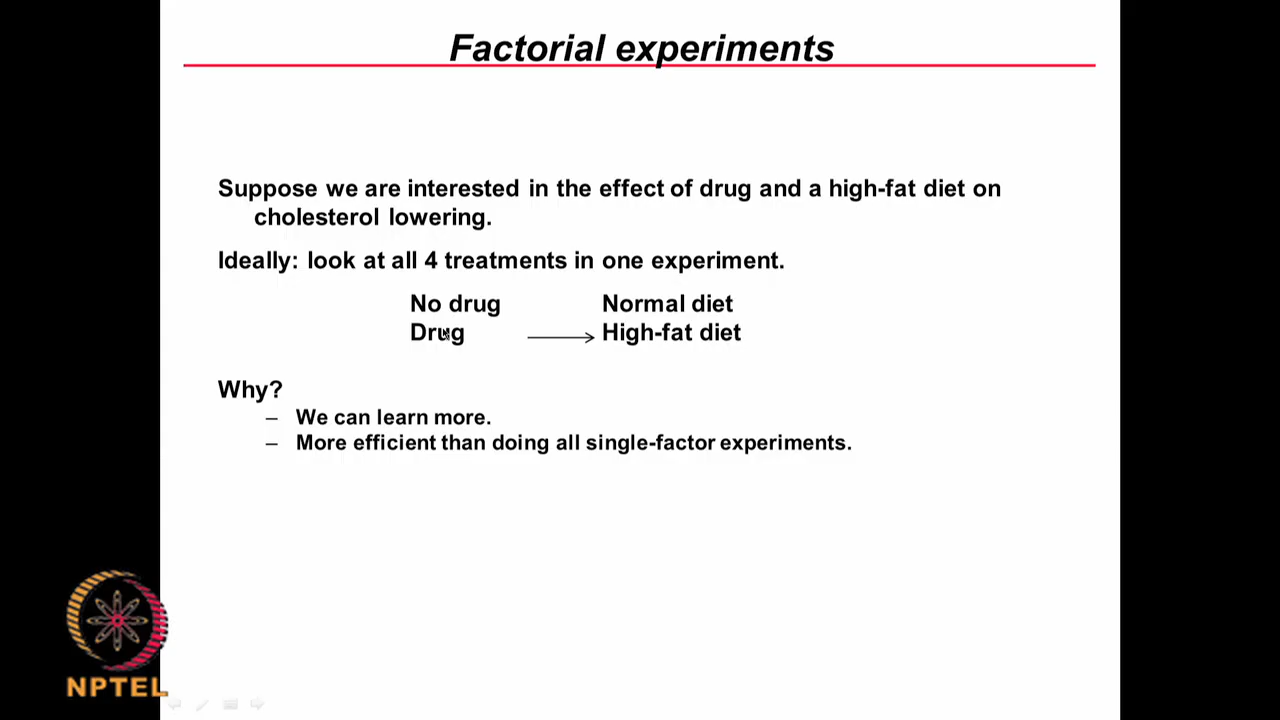 Factorial experiments
Suppose we are interested in the effect of drug and a high-fat diet on
cholesterol lowering.
Ideally: look at all 4 treatments in one experiment.
No drug Normal diet
Drug High-fat diet
Why?
– We can learn more.
– More efficient than doing all single-factor experiments.
NPTEL